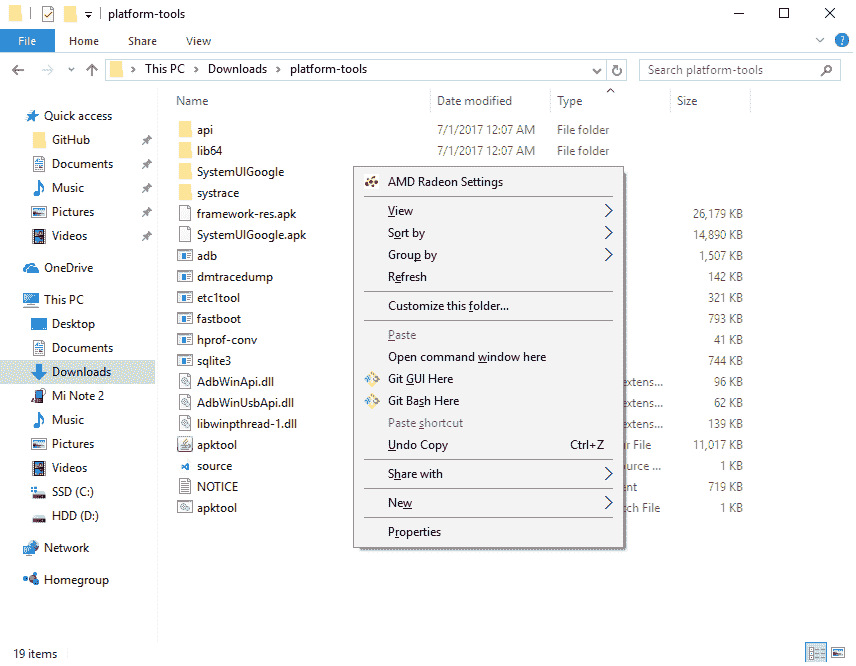 platform-tools
File Home Share View
This PC Downloads platform-tools Search platform-tools
Name Date modified Type Size
Quick access
GitHub
Documents
Music
Pictures
Videos
OneDrive
This PC
Desktop
Documents
Downloads
Mi Note 2
Music
Pictures
Videos
SSD (C:)
HDD (D:)
Network
Homegroup
api 7/1/2017 12:07 AM File folder
lib64 7/1/2017 12:07 AM File folder
SystemUIGoogle
systrace
framework-res.apk 26,179 KB
SystemUIGoogle.apk 14,890 KB
adb 1,507 KB
dmtracedump 142 KB
etc1tool 321 KB
fastboot 793 KB
hprof-conv 41 KB
sqlite3 744 KB
AdbWinApi.dll extens... 96 KB
AdbWinUsbApi.dll extens... 62 KB
libwinpthread-1.dll extens... 139 KB
apktool r File 11,017 KB
source ource ... 1 KB
NOTICE ent 719 KB
apktool ch File 1 KB
AMD Radeon Settings
View
Sort by
Group by
Refresh
Customize this folder...
Paste
Open command window here
Git GUI Here
Git Bash Here
Paste shortcut
Undo Copy Ctrl+Z
Share with
New
Properties
19 items